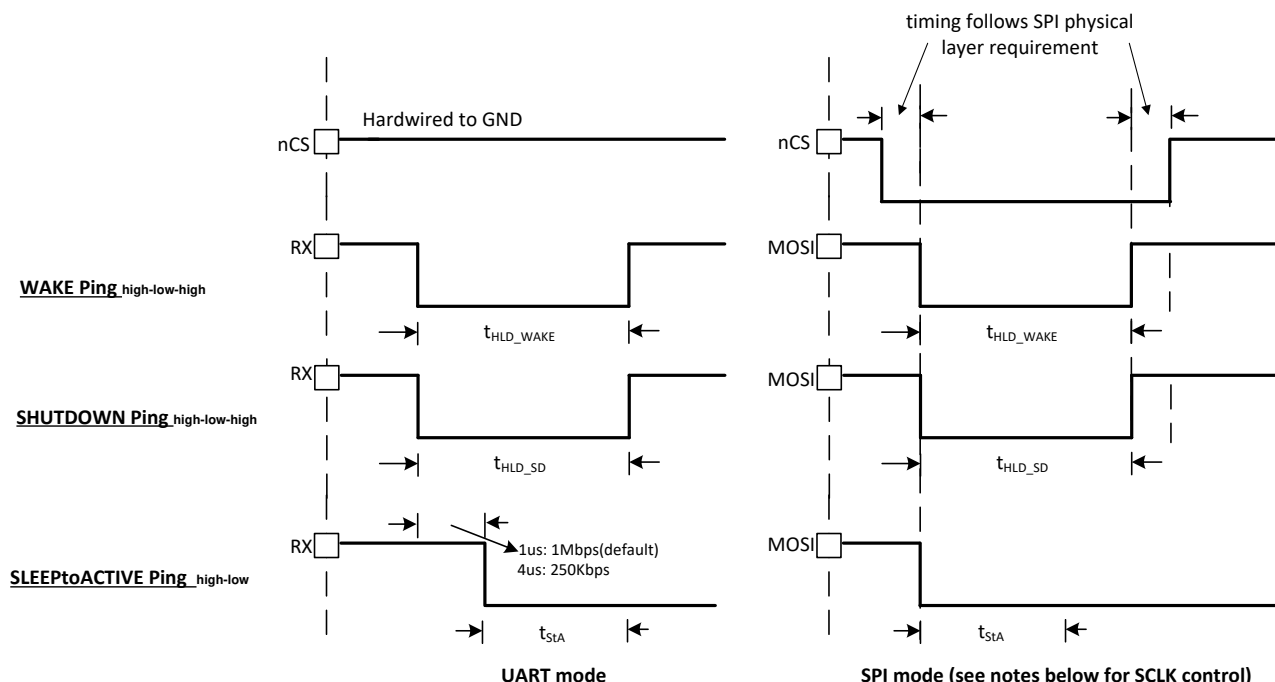 timing follows SPI physical
layer requirement
Hardwired to GND
nCS
nCS
RX
MOSI
WAKE Ping high-low-high
tHLD_WAKE
tHLD_WAKE
RX
MOSI
SHUTDOWN Ping high-low-high
tHLD_SD
tHLD_SD
RX
MOSI
1us: 1Mbps(default)
4us: 250Kbps
SLEEPtoACTIVE Ping high-low
tStA
tStA
UART mode
SPI mode (see notes below for SCLK control)